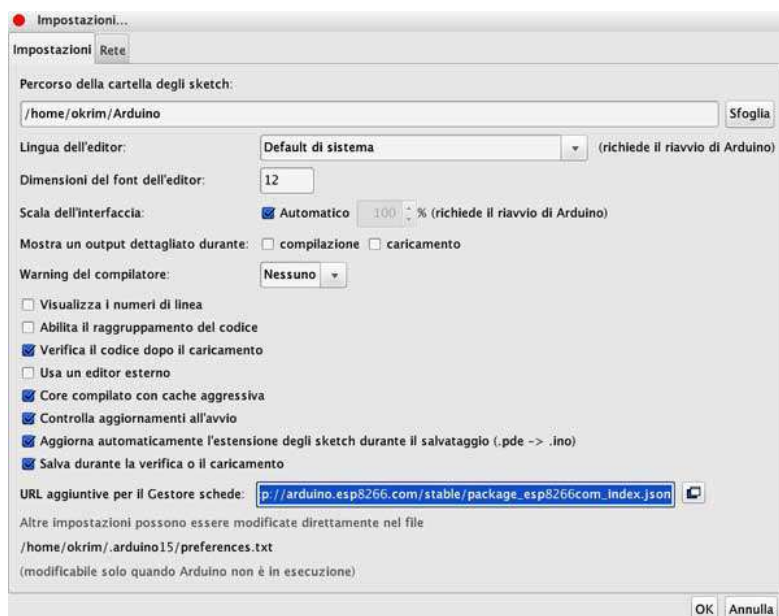 Impostazioni...
Impostazioni Rete
Percorso della cartella degli sketch:
/home/okrim/Arduino Sfoglia
Lingua dell'editor: Default di sistema (richiede il riavvio di Arduino)
Dimensioni del font dell'editor: 12
Scala dell'interfaccia: Automatico 100 % (richiede il riavvio di Arduino)
Mostra un output dettagliato durante: compilazione caricamento
Warning del compilatore: Nessuno
Visualizza i numeri di linea
Abilita il raggruppamento del codice
Verifica il codice dopo il caricamento
Usa un editor esterno
Core compilato con cache aggressiva
Controlla aggiornamenti all'avvio
Aggiorna automaticamente l'estensione degli sketch durante il salvataggio (.pde -> .ino)
Salva durante la verifica o il caricamento
URL aggiuntive per il Gestore schede: p://arduino.esp8266.com/stable/package_esp8266com_index.json
Altre impostazioni possono essere modificate direttamente nel file
/home/okrim/.arduino15/preferences.txt
(modificabile solo quando Arduino non è in esecuzione)
OK Annulla